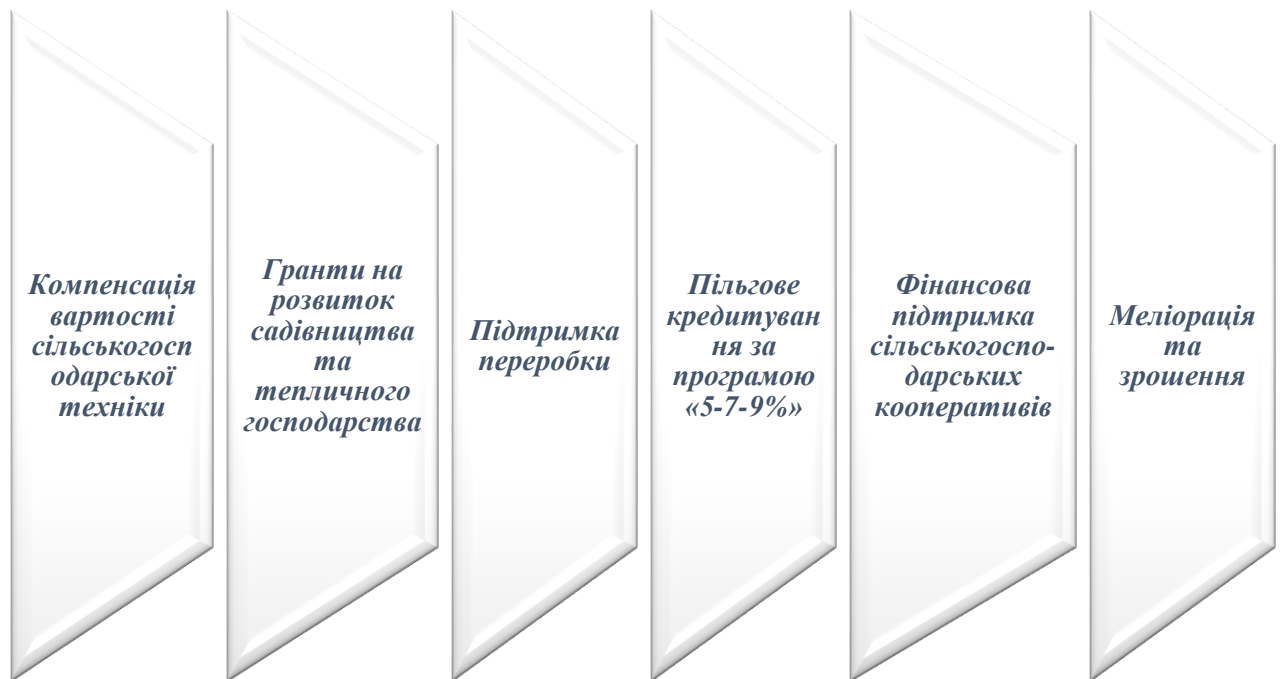 Компенсація
вартості
сільськогосп
одарської
техніки
Гранти на
розвиток
садівництва
та
тепличного
господарства
Підтримка
переробки
Пільгове
кредитуван
ня за
програмою
«5-7-9%»
Фінансова
підтримка
сільськогоспо-
дарських
кооперативів
Меліорація
та
зрошення